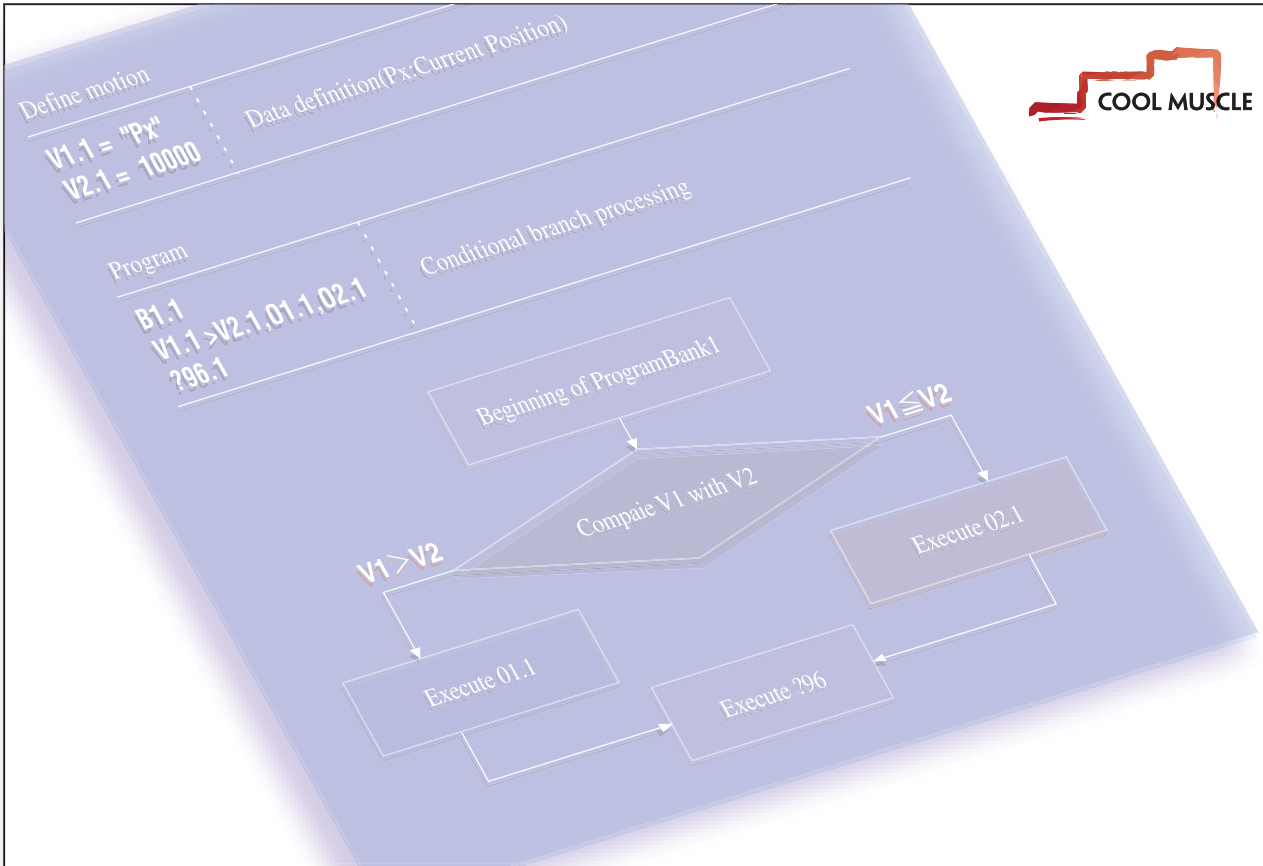 COOL MUSCLE
Define motion
V1.1 = "Px"
V2.1 = 10000
Data definition(Px:Current Position)
Program
B1.1
V1.1 >V2.1,O1.1,O2.1
?96.1
Conditional branch processing
Beginning of ProgramBank1
Compaie V1 with V2
V1≦V2
V1>V2
Execute 02.1
Execute 01.1
Execute ?96